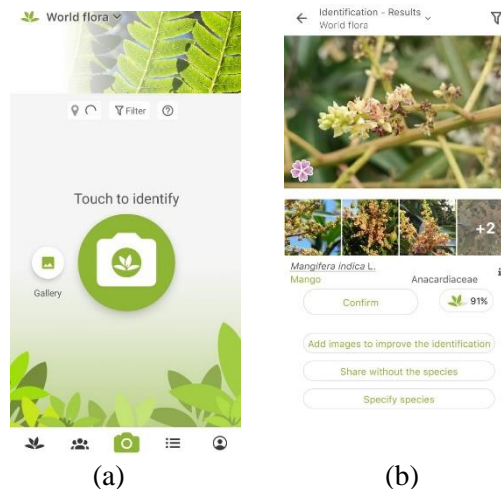 World flora
Filter
Touch to identify
Gallery
(a)
Identification - Results
World flora
+2
Mangifera indica L.
Mango
Anacardiaceae
Confirm
91%
Add images to improve the identification
Share without the species
Specify species
(b)